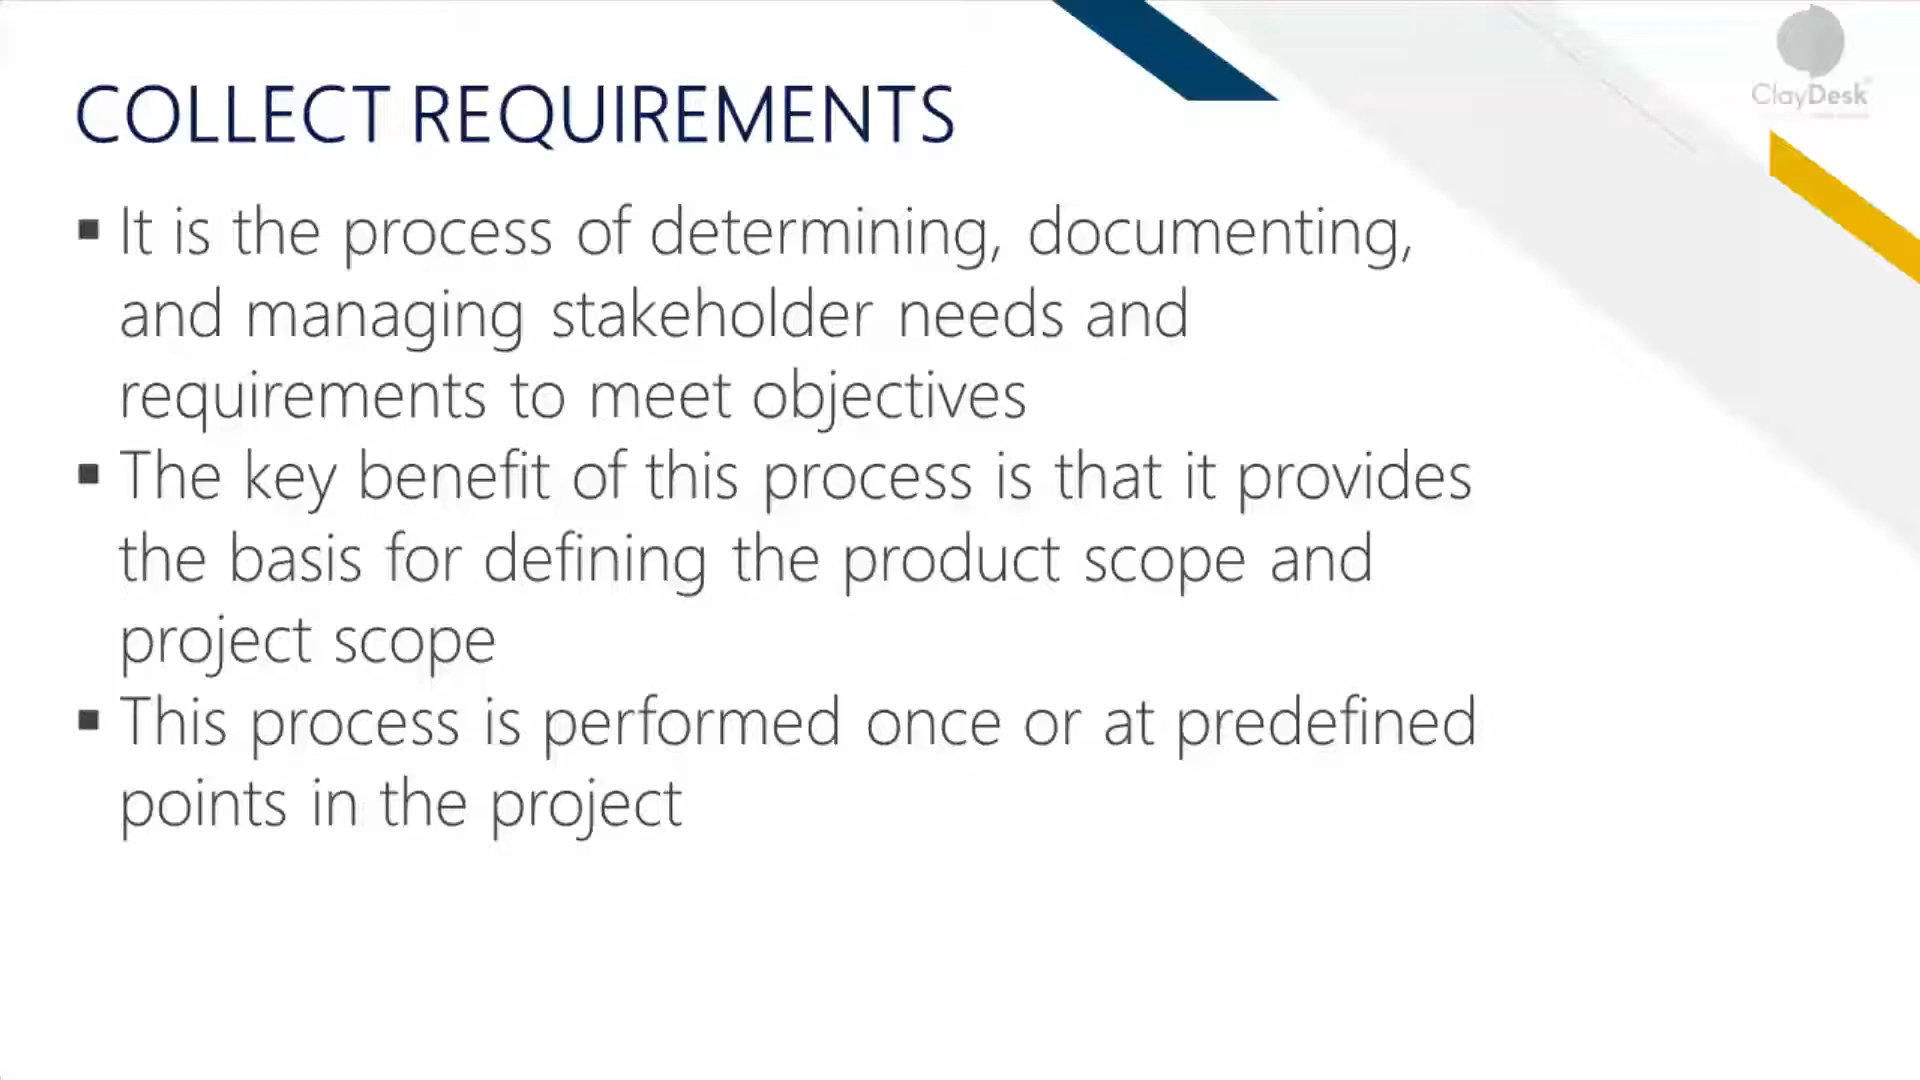 ClayDesk
COLLECT REQUIREMENTS
▪ It is the process of determining, documenting,
and managing stakeholder needs and
requirements to meet objectives
▪ The key benefit of this process is that it provides
the basis for defining the product scope and
project scope
▪ This process is performed once or at predefined
points in the project